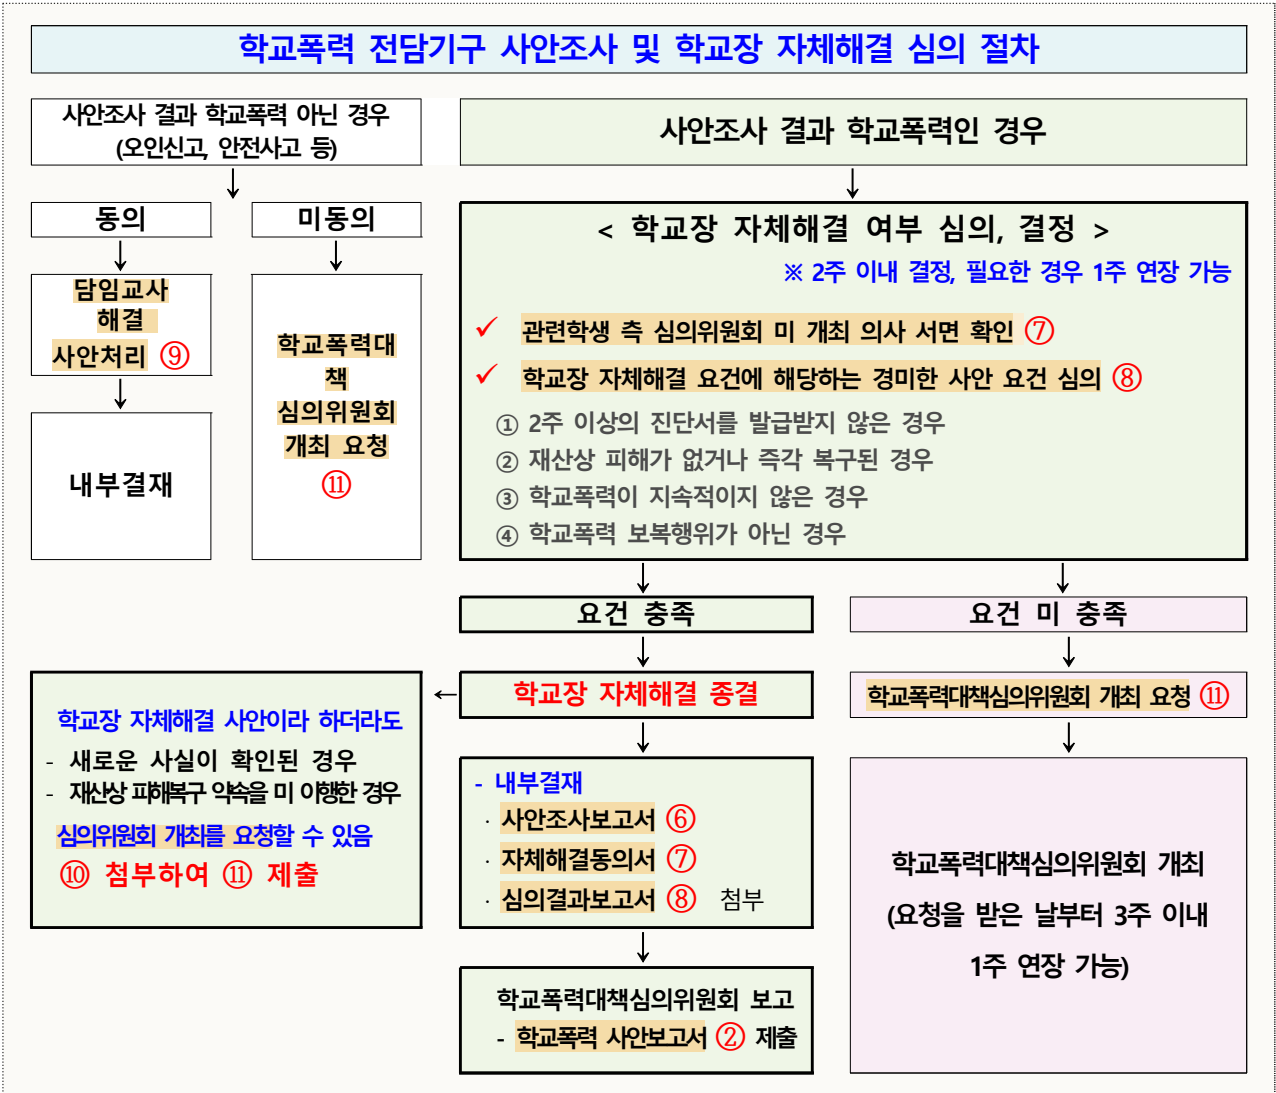 학교폭력 전담기구 사안조사 및 학교장 자체해결 심의 절차
사안조사 결과 학교폭력 아닌 경우
(오인신고, 안전사고 등)
동의
미동의
담임교사
해결
사안처리 ⑨
내부결재
학교폭력대
책
심의위원회
개최 요청
⑪
사안조사 결과 학교폭력인 경우
< 학교장 자체해결 여부 심의, 결정 >
※ 2주 이내 결정, 필요한 경우 1주 연장 가능
✓ 관련학생 측 심의위원회 미 개최 의사 서면 확인 ⑦
✓ 학교장 자체해결 요건에 해당하는 경미한 사안 요건 심의 ⑧
① 2주 이상의 진단서를 발급받지 않은 경우
② 재산상 피해가 없거나 즉각 복구된 경우
③ 학교폭력이 지속적이지 않은 경우
④ 학교폭력 보복행위가 아닌 경우
요건 충족
학교장 자체해결 종결
학교장 자체해결 사안이라 하더라도
- 새로운 사실이 확인된 경우
- 재산상 피해복구 약속을 미 이행한 경우
심의위원회 개최를 요청할 수 있음
⑩ 첨부하여 ⑪ 제출
- 내부결재
· 사안조사보고서 ⑥
· 자체해결동의서 ⑦
· 심의결과보고서 ⑧ 첨부
학교폭력대책심의위원회 보고
- 학교폭력 사안보고서 ② 제출
요건 미 충족
학교폭력대책심의위원회 개최 요청 ⑪
학교폭력대책심의위원회 개최
(요청을 받은 날부터 3주 이내
1주 연장 가능)